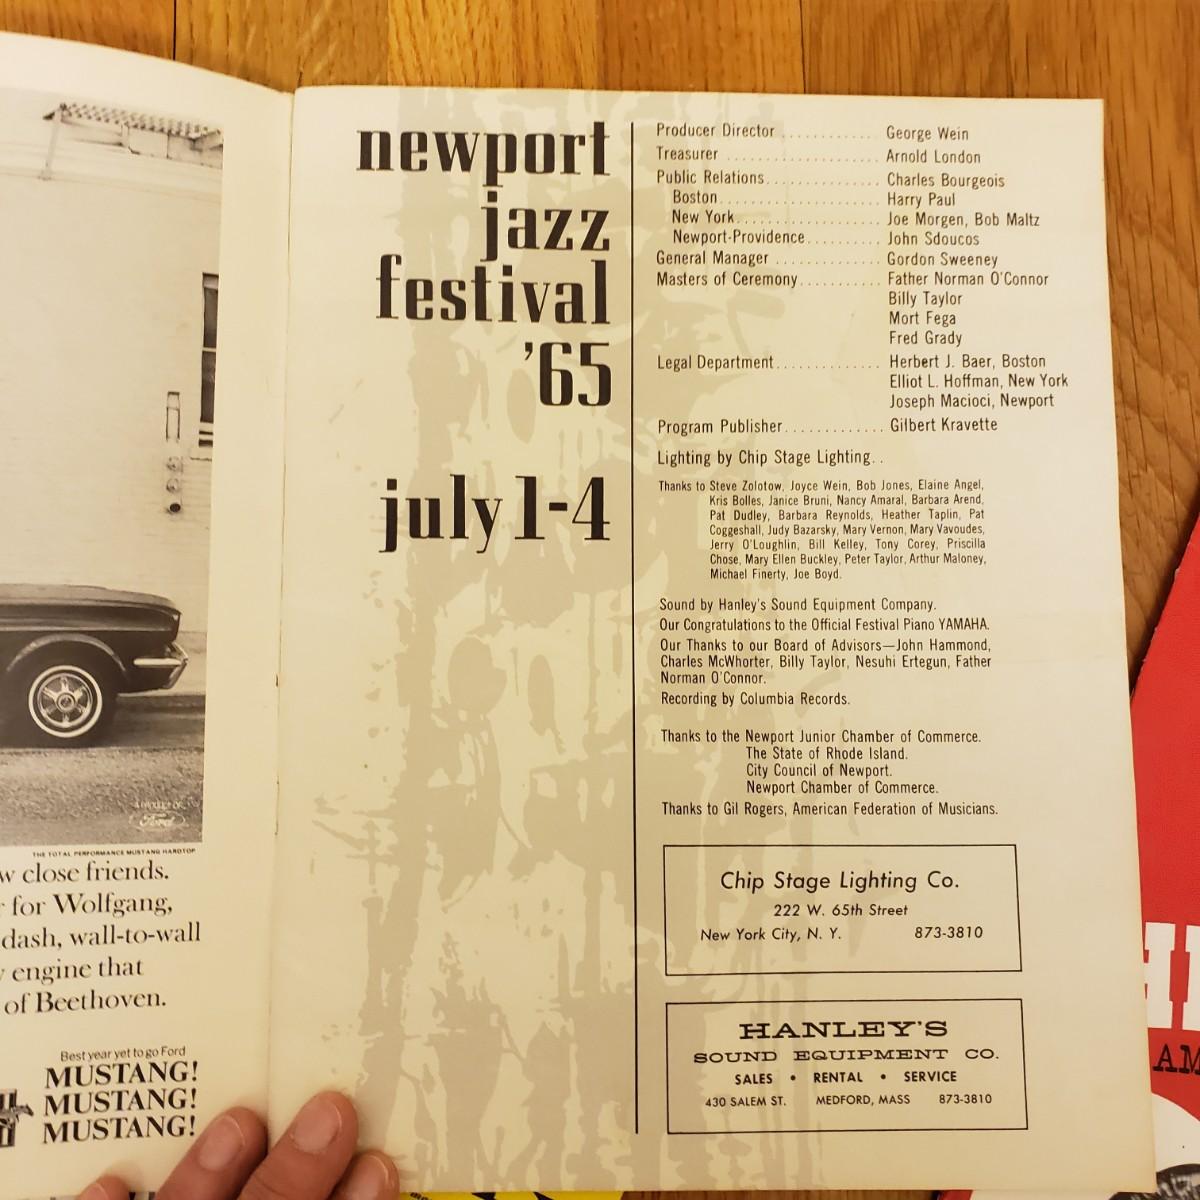 A PRODUCT OF
Ford
THE TOTAL PERFORMANCE MUSTANG HARDTOP
w close friends.
for Wolfgang,
dash, wall-to-wall
engine that
of Beethoven.
Best year yet to go Ford
MUSTANG!
MUSTANG!
MUSTANG!
newport
jazz
festival
'65
july 1-4
Producer Director ............ George Wein
Treasurer .................... Arnold London
Public Relations............... Charles Bourgeois
Boston..................... Harry Paul
New York................... Joe Morgen, Bob Maltz
Newport-Providence.......... John Sdoucos
General Manager ............. Gordon Sweeney
Masters of Ceremony........... Father Norman O'Connor
Billy Taylor
Mort Fega
Fred Grady
Legal Department.............. Herbert J. Baer, Boston
Elliot L. Hoffman, New York
Joseph Macioci, Newport
Program Publisher............. Gilbert Kravette
Lighting by Chip Stage Lighting..
Thanks to Steve Zolotow, Joyce Wein, Bob Jones, Elaine Angel,
Kris Bolles, Janice Bruni, Nancy Amaral, Barbara Arend,
Pat Dudley, Barbara Reynolds, Heather Taplin, Pat
Coggeshall, Judy Bazarsky, Mary Vernon, Mary Vavoudes,
Jerry O'Loughlin, Bill Kelley, Tony Corey, Priscilla
Chose, Mary Ellen Buckley, Peter Taylor, Arthur Maloney,
Michael Finerty, Joe Boyd.
Sound by Hanley's Sound Equipment Company.
Our Congratulations to the Official Festival Piano YAMAHA.
Our Thanks to our Board of Advisors—John Hammond,
Charles McWhorter, Billy Taylor, Nesuhi Ertegun, Father
Norman O'Connor.
Recording by Columbia Records.
Thanks to the Newport Junior Chamber of Commerce.
The State of Rhode Island.
City Council of Newport.
Newport Chamber of Commerce.
Thanks to Gil Rogers, American Federation of Musicians.
Chip Stage Lighting Co.
222 W. 65th Street
New York City, N. Y. 873-3810
HANLEY'S
SOUND EQUIPMENT CO.
SALES • RENTAL • SERVICE
430 SALEM ST. MEDFORD, MASS 873-3810
AM